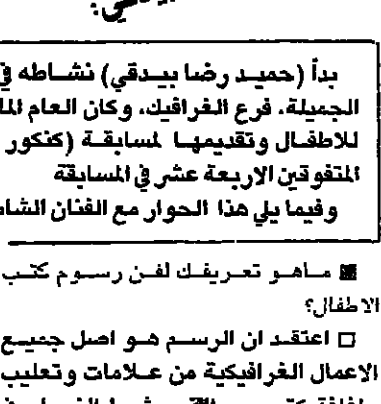 بدأ (حميد رضا بيدقي) نشاطه في
الجميلة، فرع الغرافيك، وكان العام الما
للاطفال وتقديمها لمسابقة (كنكور
المتفوقين الاربعة عشر في المسابقة
وفيما يلي هذا الحوار مع الفنان الشا
■ ماهو تعريفك لفن رسوم كتب
الاطفال؟
□ اعتقد ان الرسم هو اصل جميع
الاعمال الغرافيكية من علامات وتعليب